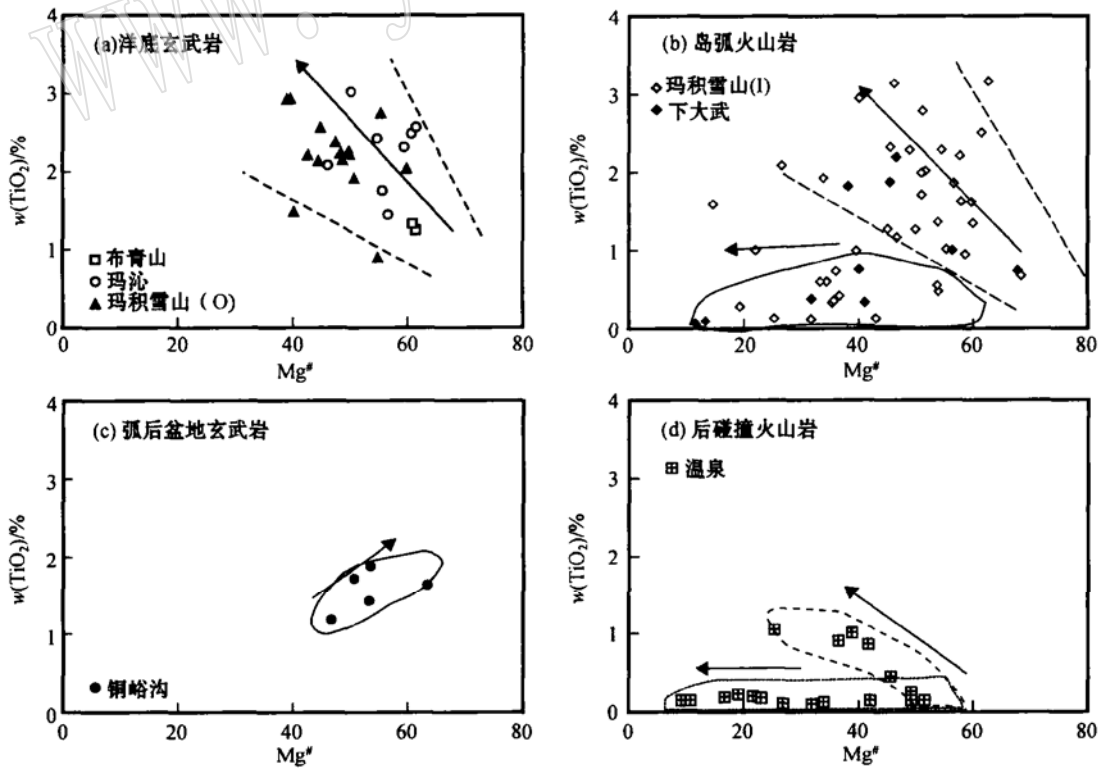 www.j
(a)洋底玄武岩
w(TiO₂)/%
4
3
2
1
0
布青山
玛沁
玛积雪山(O)
0 20 40 60 80
Mg#
(b) 岛弧火山岩
w(TiO₂)/%
4
3
2
1
0
玛积雪山(I)
下大武
0 20 40 60 80
Mg#
(c) 弧后盆地玄武岩
w(TiO₂)/%
4
3
2
1
0
铜峪沟
0 20 40 60 80
Mg#
(d) 后碰撞火山岩
w(TiO₂)/%
4
3
2
1
0
温泉
0 20 40 60 80
Mg#